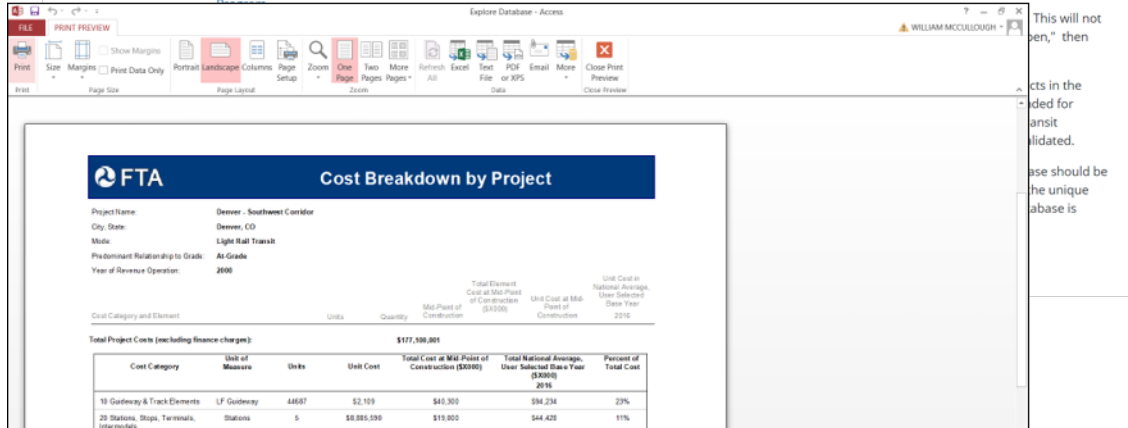 Program
Explore Database - Access
? – X
This will not
pen," then
FILE PRINT PREVIEW
WILLIAM MCCULLOUGH
Print Size Margins Show Margins Print Data Only Portrait Landscape Columns Page Setup Zoom One Page Two Pages More Pages Refresh All Excel Text File PDF or XPS Email More Close Print Preview
Print Page Size Page Layout Zoom Data Close Preview
cts in the
ded for
ansit
lidated.
ase should be
the unique
abase is
FTA Cost Breakdown by Project
Project Name: Denver - Southwest Corridor
City, State: Denver, CO
Mode: Light Rail Transit
Predominant Relationship to Grade: At-Grade
Year of Revenue Operation: 2000
Cost Category and Element Units Quantity Mid-Point of Construction Total Element Cost at Mid-Point of Construction ($X000) Unit Cost at Mid-Point of Construction Unit Cost in National Average, User Selected Base Year 2016
Total Project Costs (excluding finance charges): $177,100,001
Cost Category Unit of Measure Units Unit Cost Total Cost at Mid-Point of Construction ($X000) Total National Average, User Selected Base Year ($X000) 2016 Percent of Total Cost
10 Guideway & Track Elements LF Guideway 44687 $2,109 $40,300 $94,234 23%
20 Stations, Stops, Terminals, Intermodals Stations 5 $8,885,590 $19,000 $44,428 11%